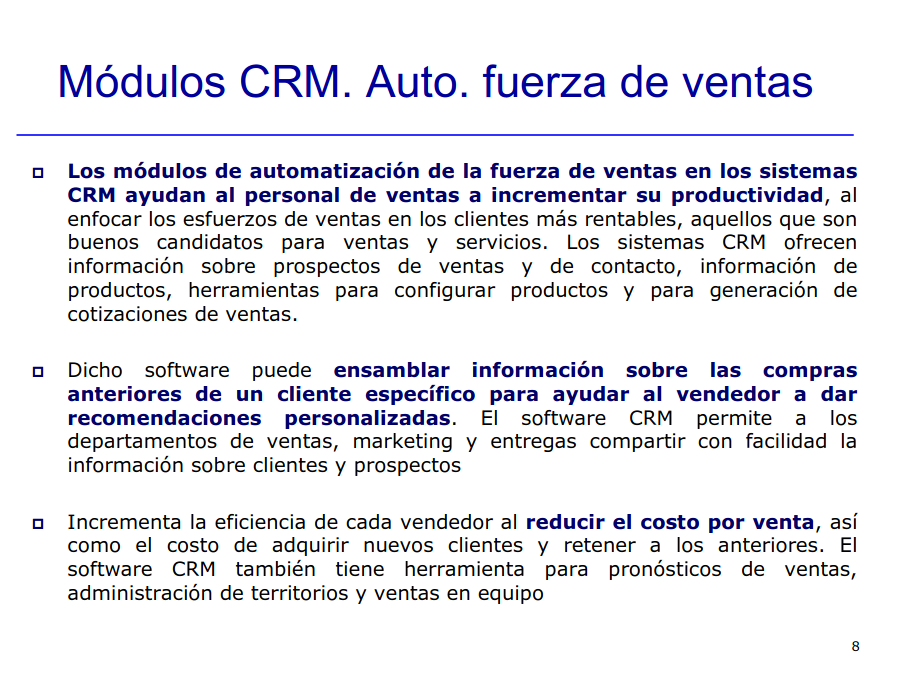 Módulos CRM. Auto. fuerza de ventas
Los módulos de automatización de la fuerza de ventas en los sistemas
CRM ayudan al personal de ventas a incrementar su productividad, al
enfocar los esfuerzos de ventas en los clientes más rentables, aquellos que son
buenos candidatos para ventas y servicios. Los sistemas CRM ofrecen
información sobre prospectos de ventas y de contacto, información de
productos, herramientas para configurar productos y para generación de
cotizaciones de ventas.
Dicho software puede ensamblar información sobre las compras
anteriores de un cliente específico para ayudar al vendedor a dar
recomendaciones personalizadas. El software CRM permite a los
departamentos de ventas, marketing y entregas compartir con facilidad la
información sobre clientes y prospectos
Incrementa la eficiencia de cada vendedor al reducir el costo por venta, así
como el costo de adquirir nuevos clientes y retener a los anteriores. El
software CRM también tiene herramienta para pronósticos de ventas,
administración de territorios y ventas en equipo
8